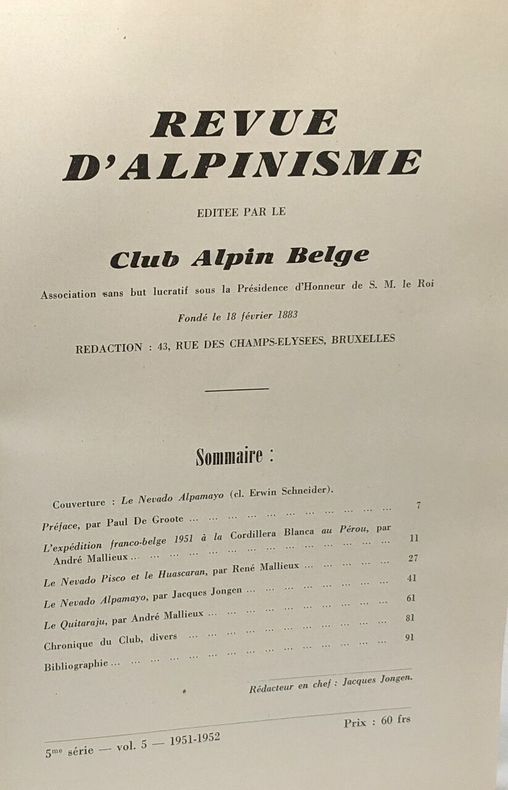 REVUE
D'ALPINISME
EDITEE PAR LE
Club Alpin Belge
Association sans but lucratif sous la Présidence d'Honneur de S. M. le Roi
Fondé le 18 février 1883
REDACTION : 43, RUE DES CHAMPS-ELYSEES, BRUXELLES
Sommaire :
Couverture : Le Nevado Alpamayo (cl. Erwin Schneider).
Préface, par Paul De Groote ... ... ... ... ... ... ... ... 7
L'expédition franco-belge 1951 à la Cordillera Blanca au Pérou, par
André Mallieux ... ... ... ... ... ... ... ... ... ... 11
Le Nevado Pisco et le Huascaran, par René Mallieux ... ... ... ... 27
Le Nevado Alpamayo, par Jacques Jongen ... ... ... ... ... ... 41
Le Quitaraju, par André Mallieux ... ... ... ... ... ... ... 61
Chronique du Club, divers ... ... ... ... ... ... ... ... 81
Bibliographie ... ... ... ... ... ... ... ... ... ... 91
Rédacteur en chef : Jacques Jongen.
5me série — vol. 5 — 1951-1952 Prix : 60 frs